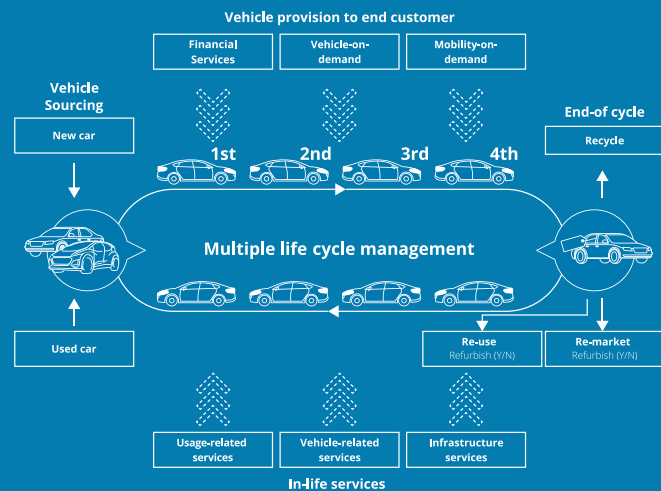 Vehicle provision to end customer
Financial
Services
Vehicle-on-
demand
Mobility-on-
demand
Vehicle
Sourcing
New car
End-of cycle
Recycle
1st
2nd
3rd
4th
Multiple life cycle management
Used car
Re-use
Refurbish (Y/N)
Re-market
Refurbish (Y/N)
Usage-related
services
Vehicle-related
services
Infrastructure
services
In-life services